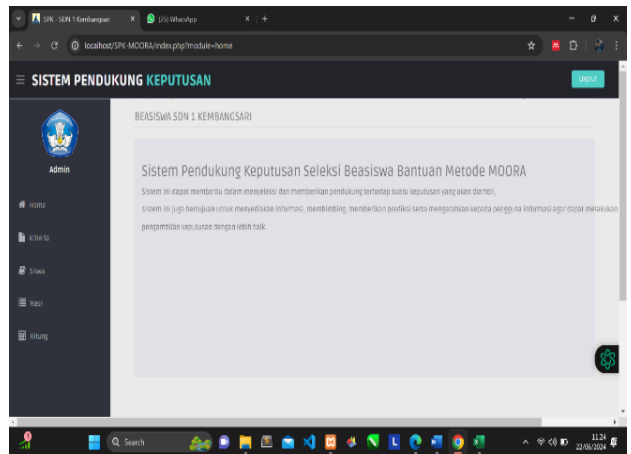 SPK - SDN 1 Kembangsari
(25) WhatsApp
localhost/SPK-MOORA/index.php?module=home
SISTEM PENDUKUNG KEPUTUSAN
Logout
BEASISWA SDN 1 KEMBANGSARI
Admin
Home
Kriteria
Siswa
Hasil
Hitung
Sistem Pendukung Keputusan Seleksi Beasiswa Bantuan Metode MOORA
Sistem ini dapat membantu dalam menyeleksi dan memberikan pendukung terhadap suatu keputusan yang akan diambil,
sistem ini juga bertujuan untuk menyediakan informasi, membimbing, memberikan prediksi serta mengarahkan kepada pengguna informasi agar dapat melakukan
pengambilan keputusan dengan lebih baik.
Search
11:24
22/06/2024